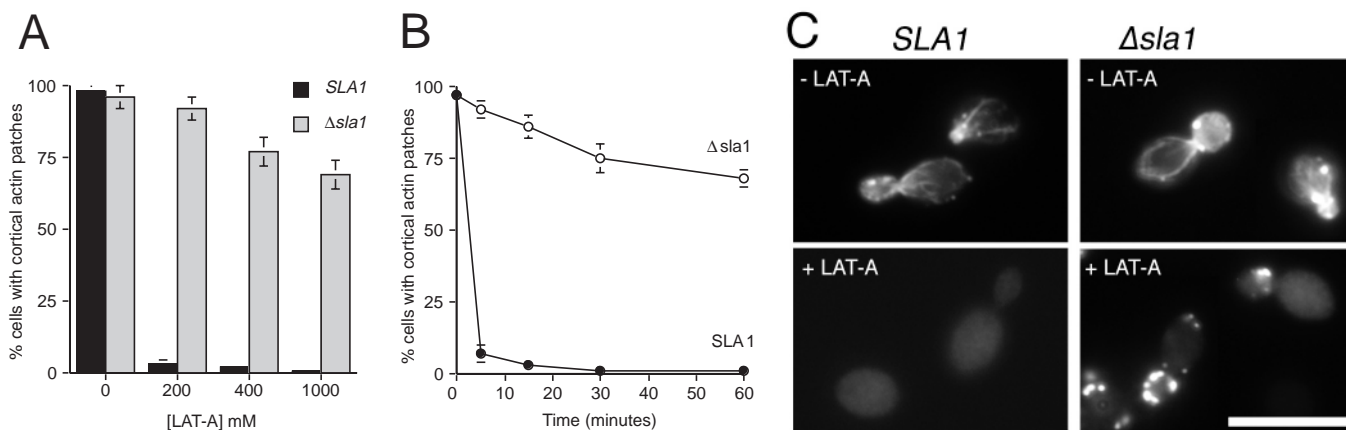 A
% cells with cortical actin patches
100
75
50
25
0
SLA1
Δsla1
0
200
400
1000
[LAT-A] mM
B
% cells with cortical actin patches
100
75
50
25
0
Δsla1
SLA1
0
10
20
30
40
50
60
Time (minutes)
C
SLA1
Δsla1
- LAT-A
- LAT-A
+ LAT-A
+ LAT-A